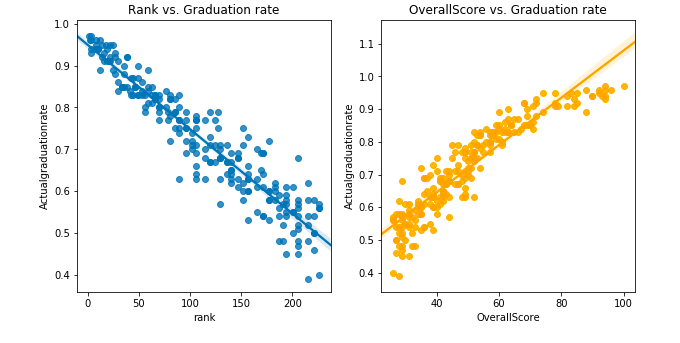 Rank vs. Graduation rate
1.0
0.9
0.8
0.7
0.6
0.5
0.4
Actualgraduationrate
0 50 100 150 200
rank
OverallScore vs. Graduation rate
1.1
1.0
0.9
0.8
0.7
0.6
0.5
0.4
Actualgraduationrate
40 60 80 100
OverallScore